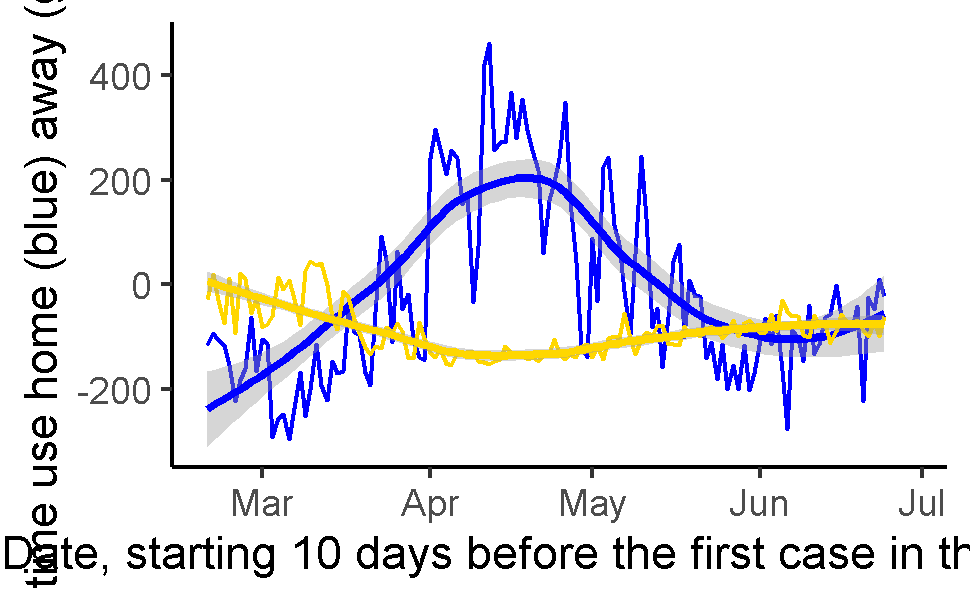 time use home (blue) away (
400
200
0
-200
Mar Apr May Jun Jul
Date, starting 10 days before the first case in th